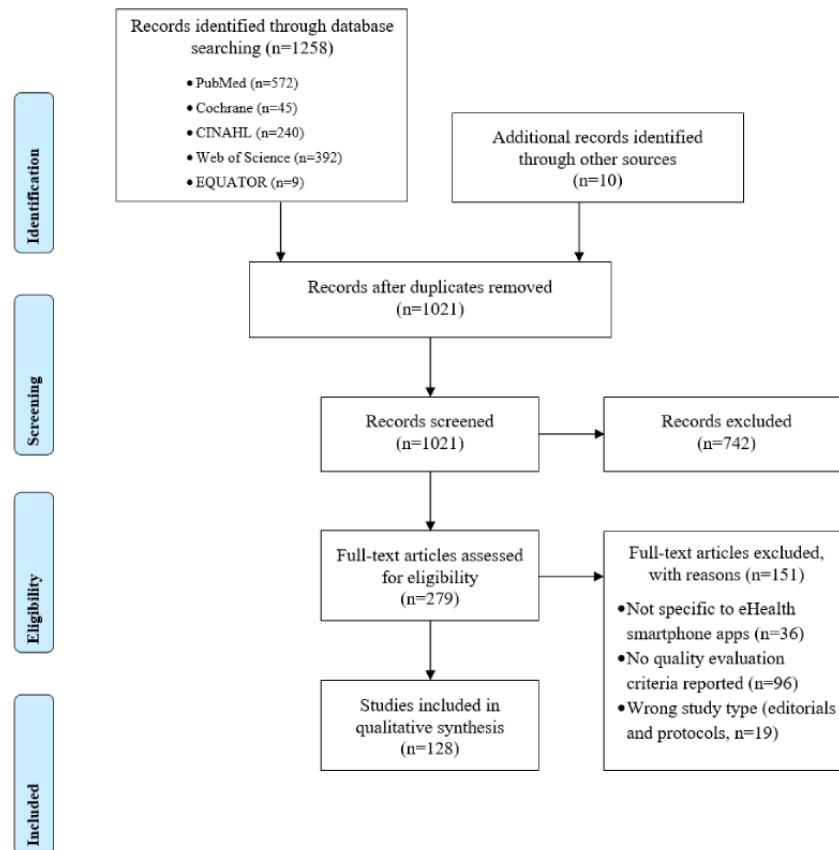 Records identified through database
searching (n=1258)
•PubMed (n=572)
•Cochrane (n=45)
•CINAHL (n=240)
•Web of Science (n=392)
•EQUATOR (n=9)
Additional records identified
through other sources
(n=10)
Identification
Records after duplicates removed
(n=1021)
Screening
Records screened
(n=1021)
Records excluded
(n=742)
Eligibility
Full-text articles assessed
for eligibility
(n=279)
Full-text articles excluded,
with reasons (n=151)
•Not specific to eHealth
smartphone apps (n=36)
•No quality evaluation
criteria reported (n=96)
•Wrong study type (editorials
and protocols, n=19)
Included
Studies included in
qualitative synthesis
(n=128)